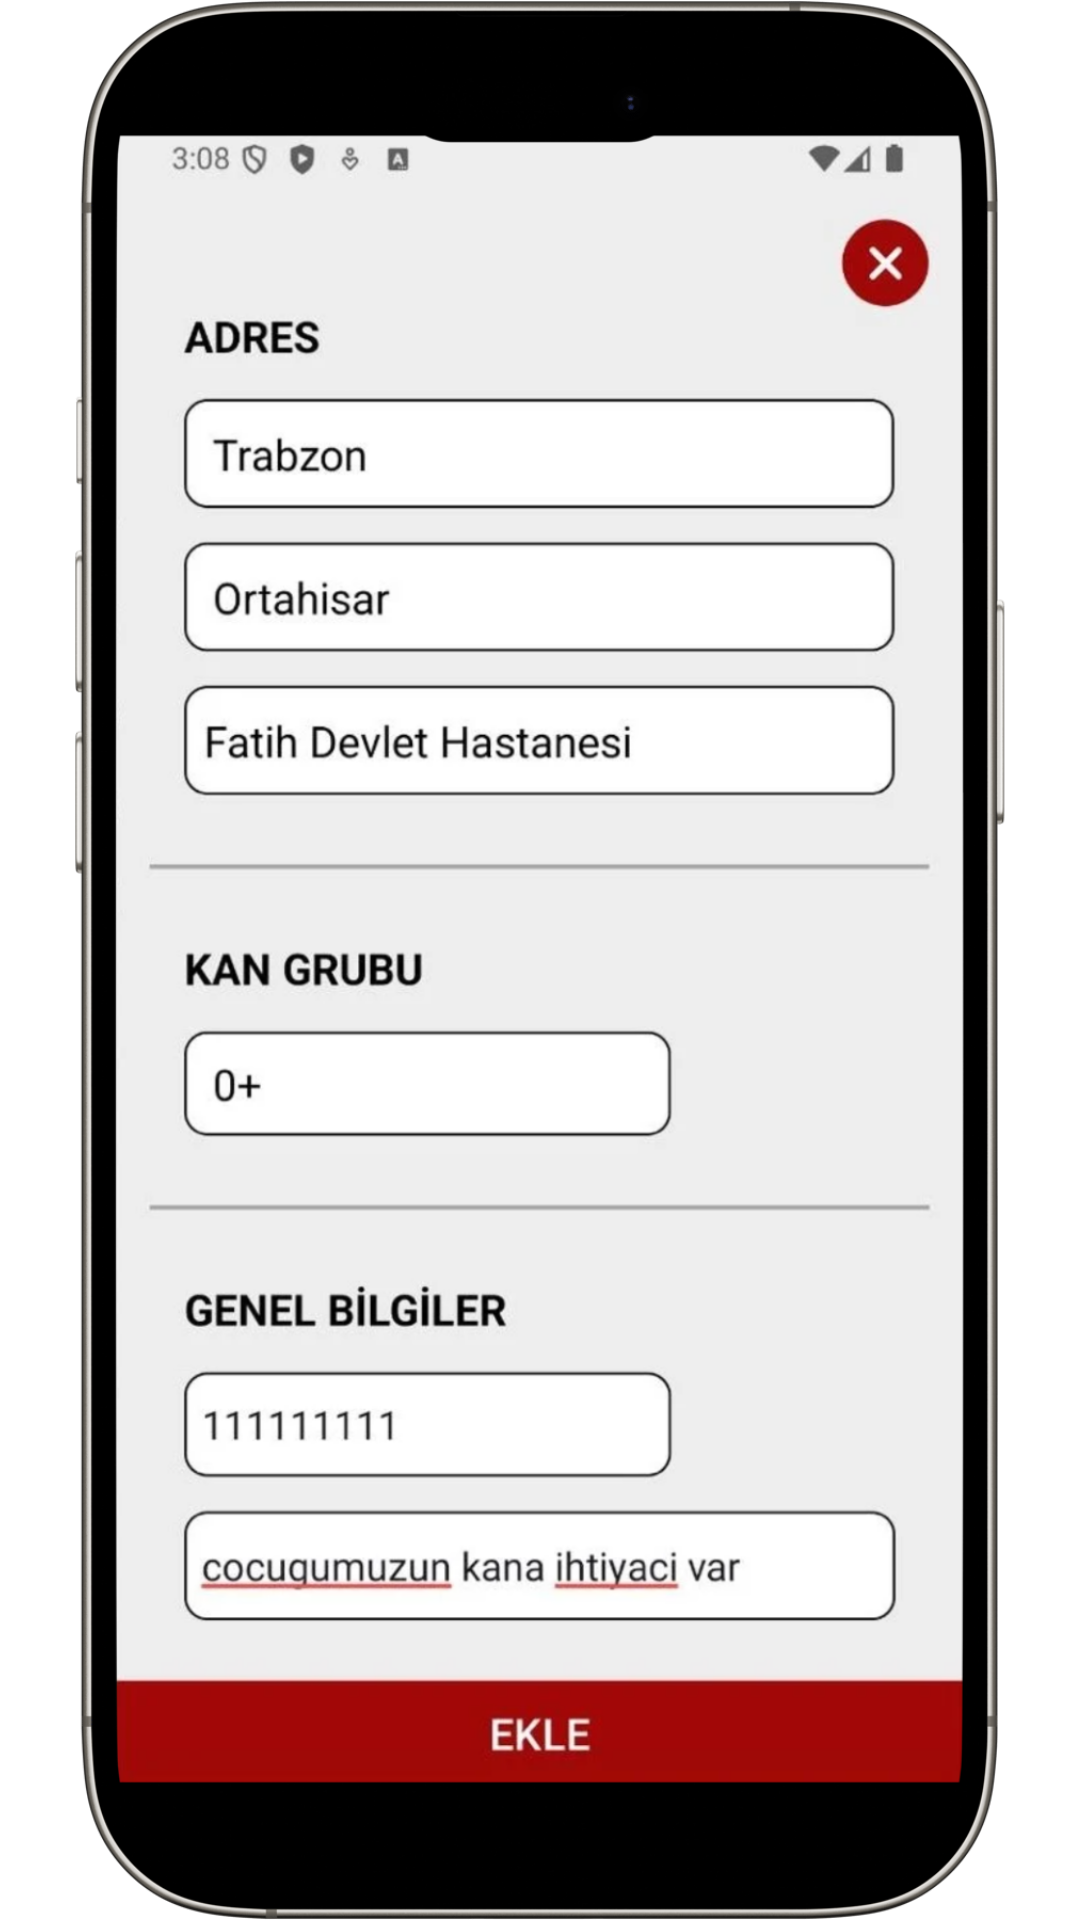 3:08
ADRES
Trabzon
Ortahisar
Fatih Devlet Hastanesi
KAN GRUBU
0+
GENEL BİLGİLER
111111111
cocugumuzun kana ihtiyaci var
EKLE